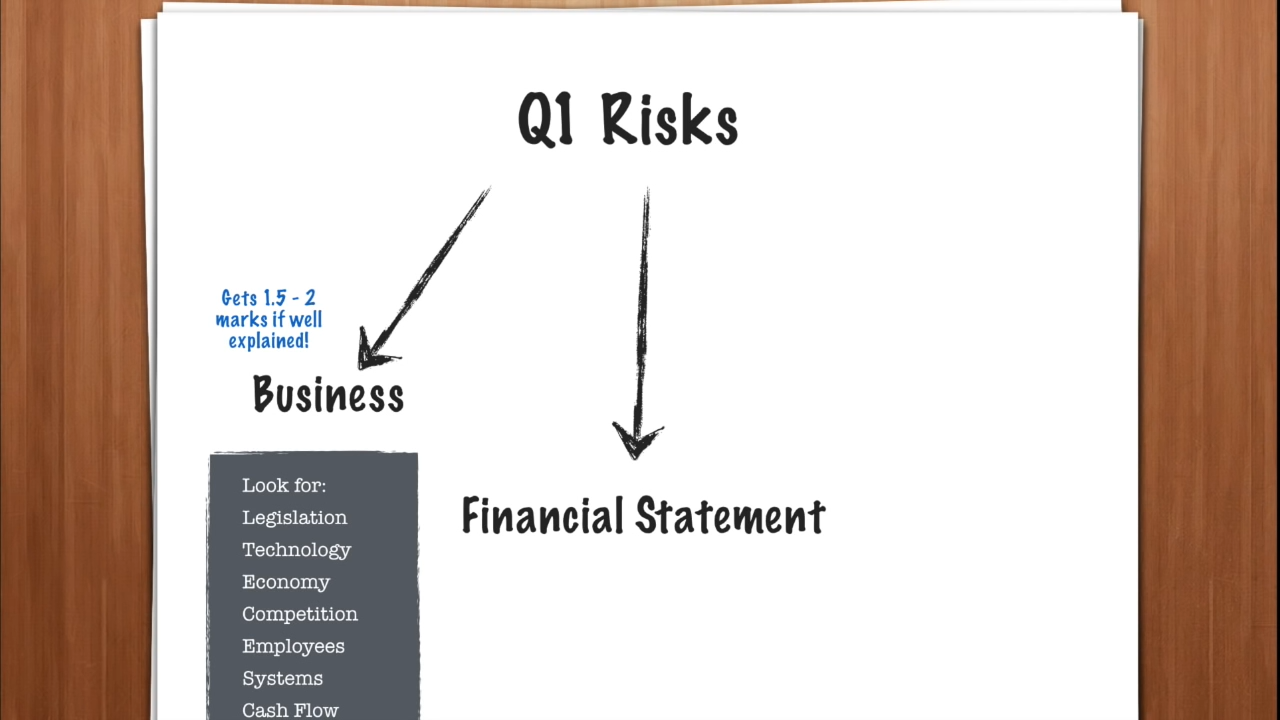 Q1 Risks
Gets 1.5 - 2
marks if well
explained!
Business
Look for:
Legislation
Technology
Economy
Competition
Employees
Systems
Cash Flow
Financial Statement